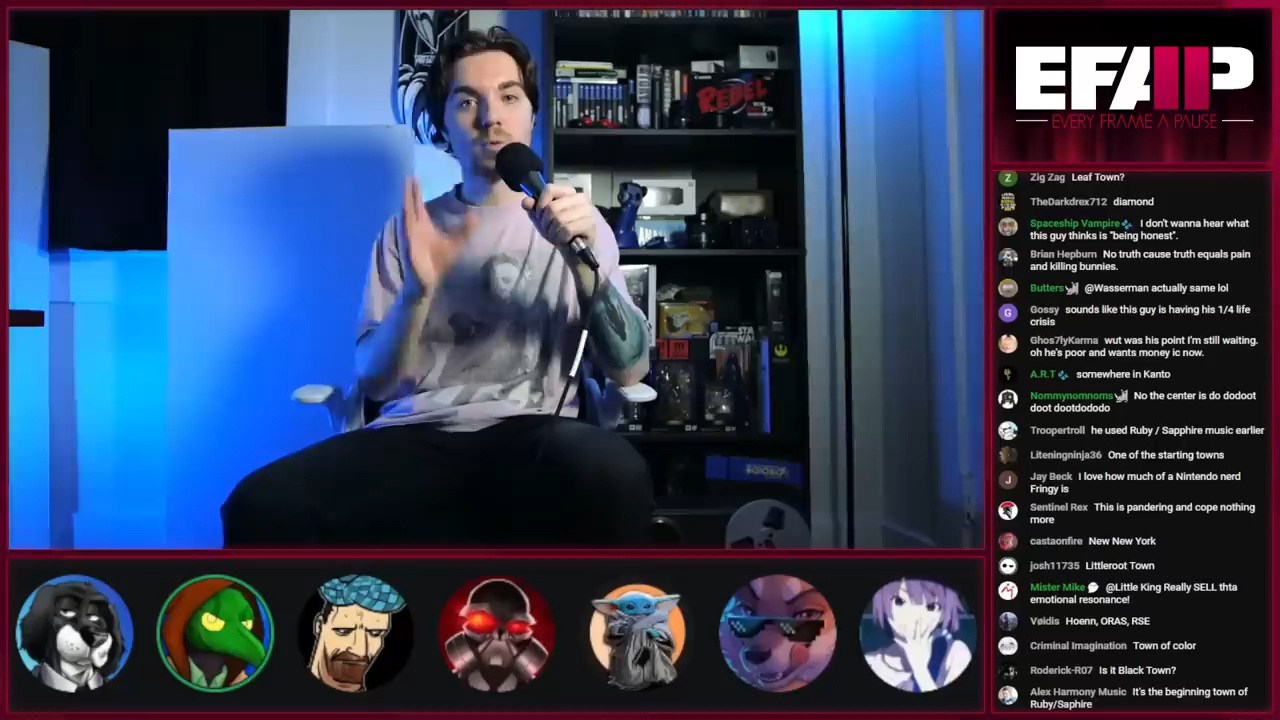 Canon
REBEL
STAR
WARS
EFAP
EVERY FRAME A PAUSE
Z
Zig Zag Leaf Town?
TheDarkdrex712 diamond
Spaceship Vampire I don't wanna hear what
this guy thinks is "being honest".
Brian Hepburn No truth cause truth equals pain
and killing bunnies.
Butters @Wasserman actually same lol
G
Gossy sounds like this guy is having his 1/4 life
crisis
Ghos7lyKarma wut was his point I'm still waiting.
oh he's poor and wants money ic now.
A.R.T somewhere in Kanto
Nommynomnoms No the center is do dodoot
doot dootdododo
Troopertroll he used Ruby / Sapphire music earlier
Liteningninja36 One of the starting towns
J
Jay Beck I love how much of a Nintendo nerd
Fringy is
Sentinel Rex This is pandering and cope nothing
more
castaonfire New New York
josh11735 Littleroot Town
Mister Mike @Little King Really SELL thta
emotional resonance!
Vøidis Hoenn, ORAS, RSE
Criminal Imagination Town of color
Roderick-R07 Is it Black Town?
Alex Harmony Music It's the beginning town of
Ruby/Saphire